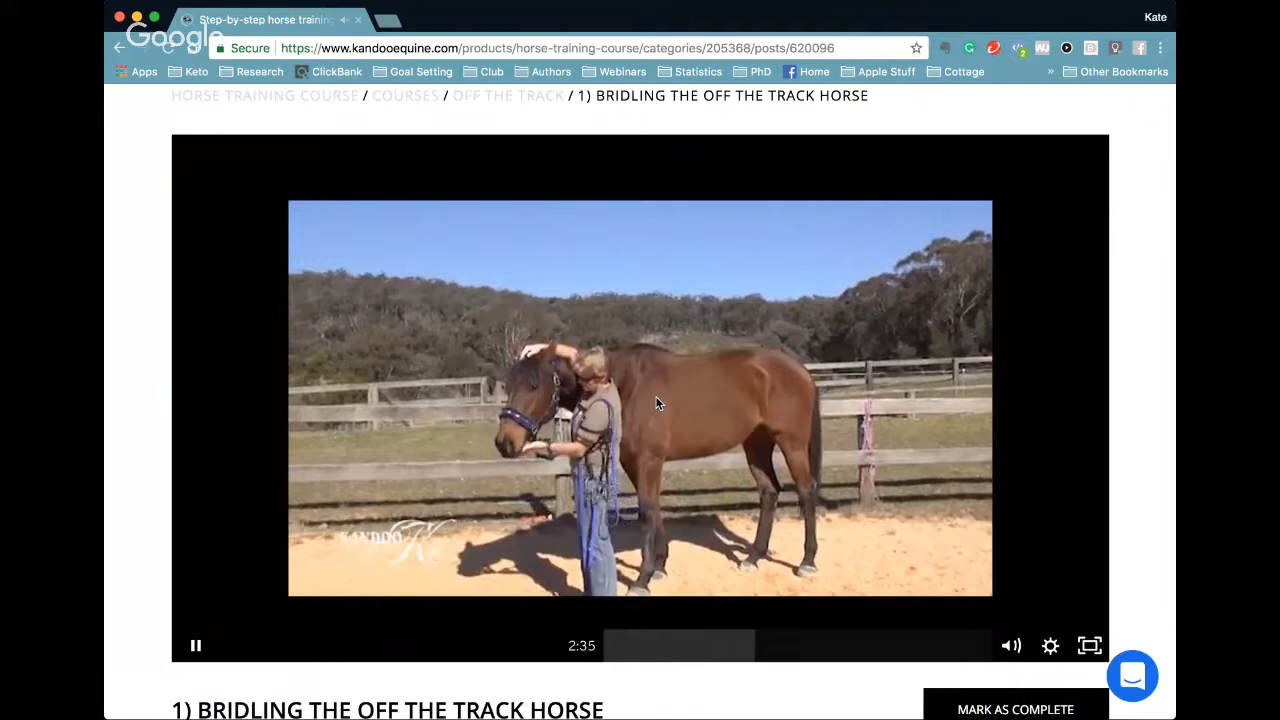 Step-by-step horse training
Kate
Google
Secure https://www.kandooequine.com/products/horse-training-course/categories/205368/posts/620096
2
Apps Keto Research ClickBank Goal Setting Club Authors Webinars Statistics PhD Home Apple Stuff Cottage » Other Bookmarks
HORSE TRAINING COURSE / COURSES / OFF THE TRACK / 1) BRIDLING THE OFF THE TRACK HORSE
KANDOO
2:35
1) BRIDLING THE OFF THE TRACK HORSE
MARK AS COMPLETE